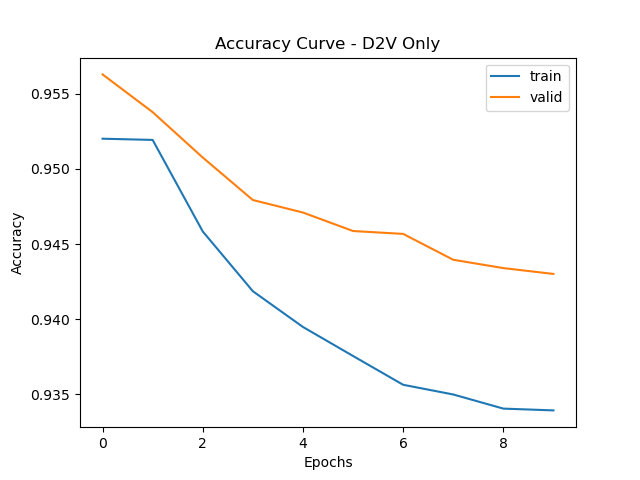 Accuracy Curve - D2V Only
train
valid
0.955
0.950
0.945
0.940
0.935
Accuracy
0 2 4 6 8
Epochs